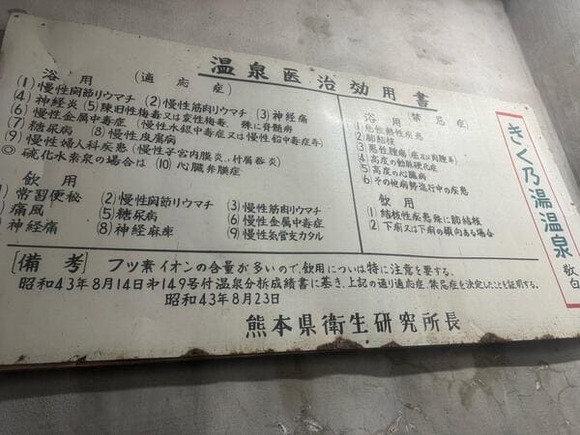 温泉医治効用書
浴用(適応症)
(1)慢性関節リウマチ (2)慢性筋肉リウマチ (3)神経痛
(4)神経炎 (5)陳旧性梅毒又は変性梅毒、殊に脊髄病
(6)慢性金属中毒症(慢性水銀中毒症又は慢性鉛中毒症等)
(7)糖尿病 (8)慢性皮膚病
(9)慢性婦人科疾患(慢性子宮内膜炎、付属器炎)
◎硫化水素泉の場合は (10)心臓弁膜症
飲用
常習便秘 (2)慢性関節リウマチ (3)慢性筋肉リウマチ
痛風 (5)糖尿病 (6)慢性金属中毒症
神経痛 (8)神経麻痺 (9)慢性気管支カタル
浴用(禁忌症)
1 急性熱性疾患
2 肺結核
3 悪性腫瘍(症又は肉腫等)
4 高度の動脈硬化症
5 高度の心臓病
6 その他病勢進行中の疾患
飲用
(1)結核性疾患殊に肺結核
(2)下痢又は下痢の傾向ある場合
きく乃湯温泉
敬白
[備考]フツ素イオンの含量が多いので、飲用については特に注意を要する。
昭和43年8月14日氺149号付温泉分析成績書に基き、上記の通り適応症、禁忌症を決定したことを証明する。
昭和43年8月23日
熊本県衛生研究所長